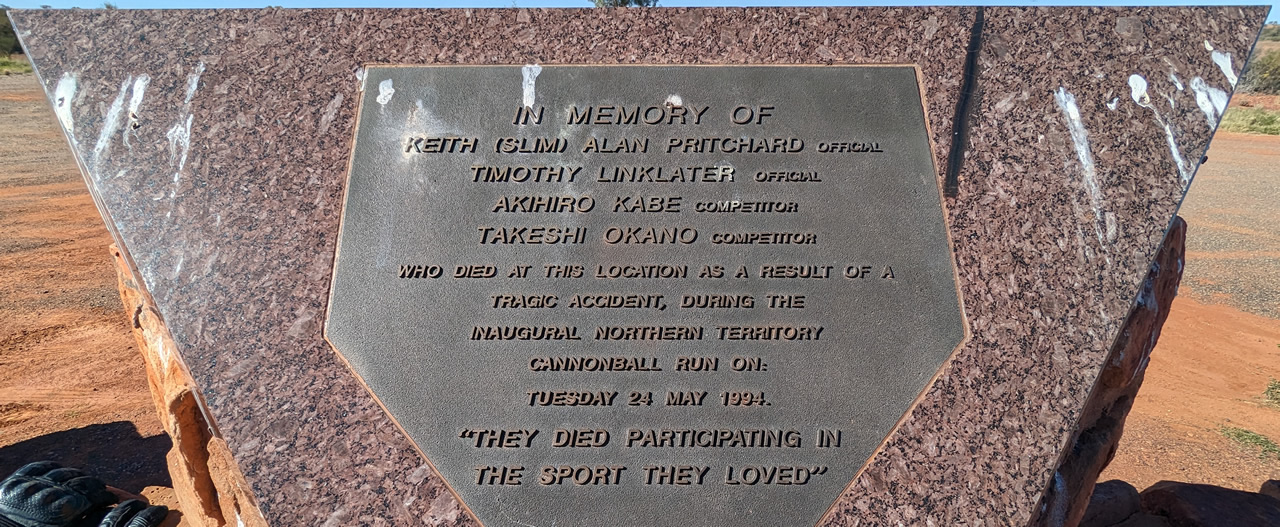 IN MEMORY OF
KEITH (SLIM) ALAN PRITCHARD OFFICIAL
TIMOTHY LINKLATER OFFICIAL
AKIHIRO KABE COMPETITOR
TAKESHI OKANO COMPETITOR
WHO DIED AT THIS LOCATION AS A RESULT OF A
TRAGIC ACCIDENT, DURING THE
INAUGURAL NORTHERN TERRITORY
CANNONBALL RUN ON:
TUESDAY 24 MAY 1994.
“THEY DIED PARTICIPATING IN
THE SPORT THEY LOVED”